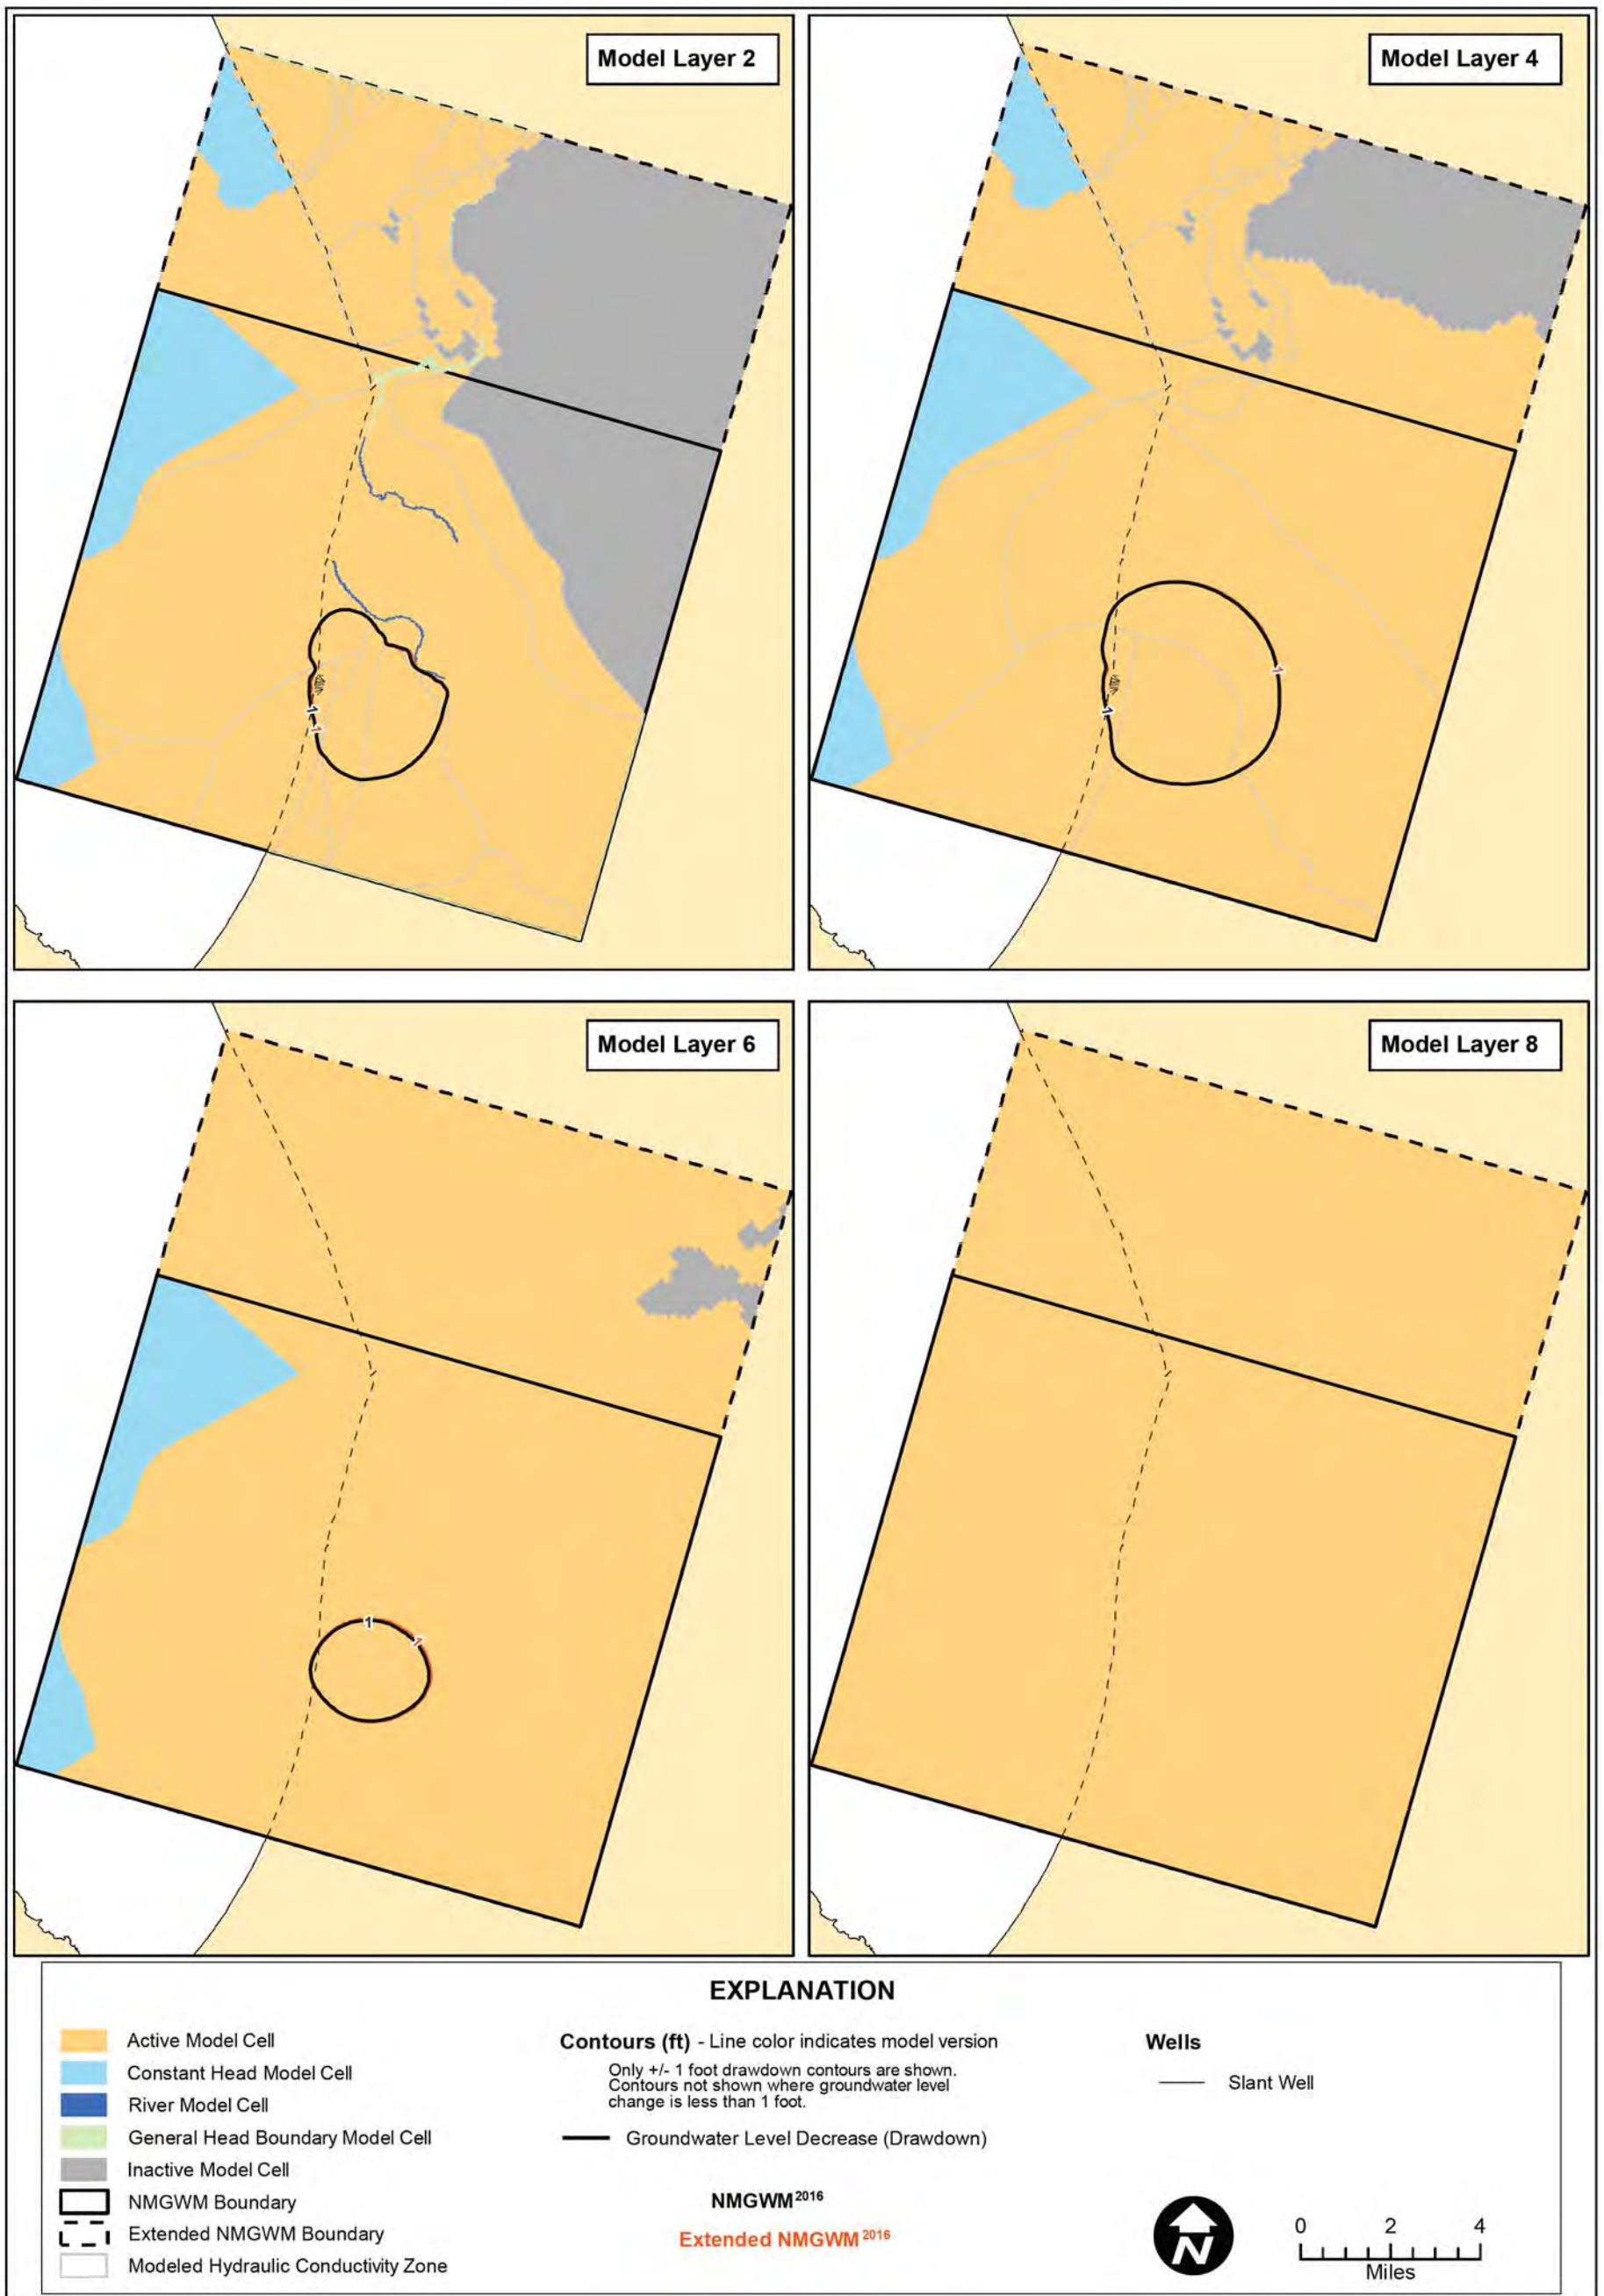 Model Layer 2
1
1
Model Layer 4
1
1
Model Layer 6
1
1
Model Layer 8
EXPLANATION
Active Model Cell
Constant Head Model Cell
River Model Cell
General Head Boundary Model Cell
Inactive Model Cell
NMGWM Boundary
Extended NMGWM Boundary
Modeled Hydraulic Conductivity Zone
Contours (ft) - Line color indicates model version
Only +/- 1 foot drawdown contours are shown.
Contours not shown where groundwater level
change is less than 1 foot.
Groundwater Level Decrease (Drawdown)
NMGWM2016
Extended NMGWM 2016
Wells
Slant Well
N
0 2 4
Miles